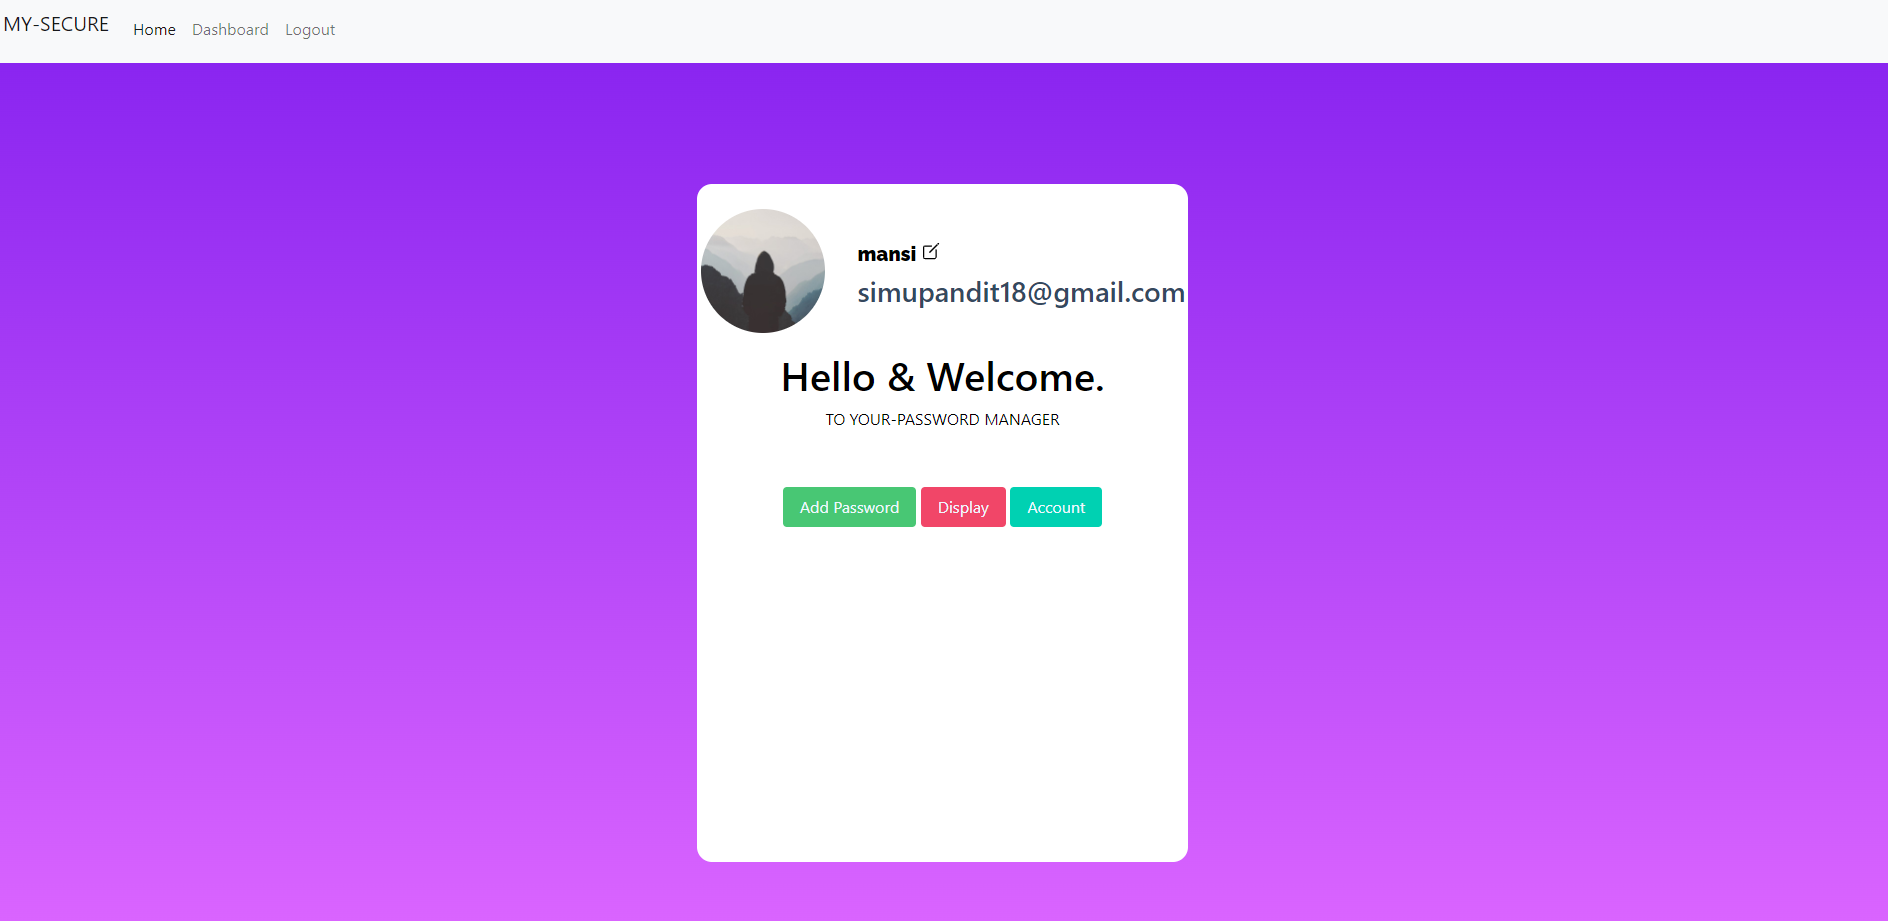 MY-SECURE Home Dashboard Logout
mansi
simupandit18@gmail.com
Hello & Welcome.
TO YOUR-PASSWORD MANAGER
Add Password Display Account